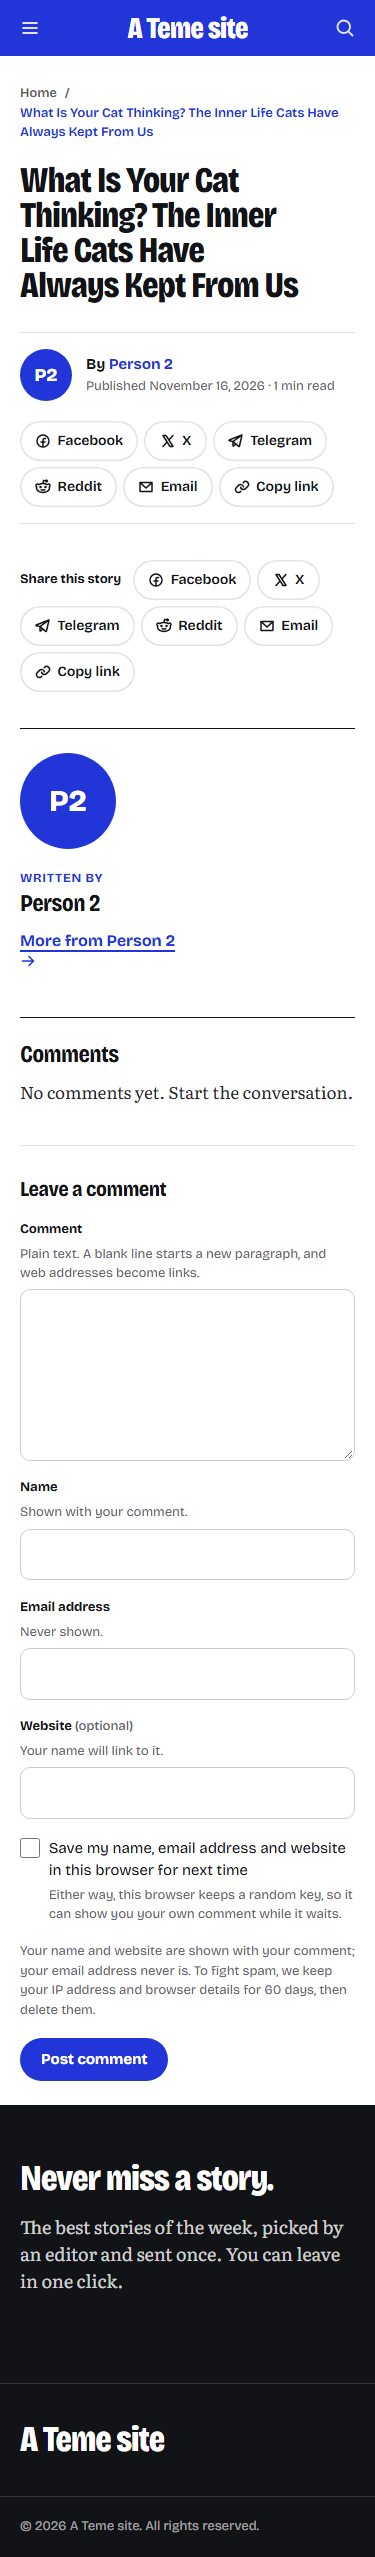 A Teme site
Home /
What Is Your Cat Thinking? The Inner Life Cats Have
Always Kept From Us
What Is Your Cat
Thinking? The Inner
Life Cats Have
Always Kept From Us
P2
By Person 2
Published November 16, 2026 · 1 min read
Facebook
X
Telegram
Reddit
Email
Copy link
Share this story
Facebook
X
Telegram
Reddit
Email
Copy link
P2
WRITTEN BY
Person 2
More from Person 2
→
Comments
No comments yet. Start the conversation.
Leave a comment
Comment
Plain text. A blank line starts a new paragraph, and
web addresses become links.
Name
Shown with your comment.
Email address
Never shown.
Website (optional)
Your name will link to it.
Save my name, email address and website
in this browser for next time
Either way, this browser keeps a random key, so it
can show you your own comment while it waits.
Your name and website are shown with your comment;
your email address never is. To fight spam, we keep
your IP address and browser details for 60 days, then
delete them.
Post comment
Never miss a story.
The best stories of the week, picked by
an editor and sent once. You can leave
in one click.
A Teme site
© 2026 A Teme site. All rights reserved.